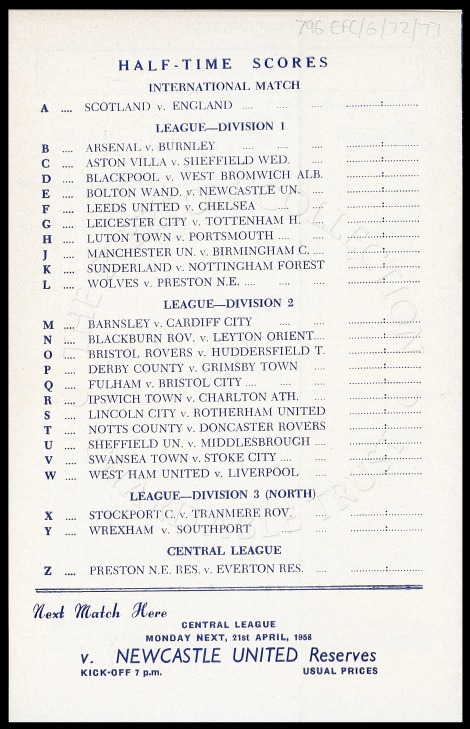 796 CFC/6/72/77
HALF-TIME SCORES
INTERNATIONAL MATCH
A .... SCOTLAND v. ENGLAND .... .... .... ..........:..........
LEAGUE—DIVISION 1
B .... ARSENAL v. BURNLEY .... .... .... ..........:..........
C .... ASTON VILLA v. SHEFFIELD WED. .... ..........:..........
D .... BLACKPOOL v. WEST BROMWICH ALB. ..........:..........
E .... BOLTON WAND. v. NEWCASTLE UN. .... ..........:..........
F .... LEEDS UNITED v. CHELSEA .... .... ..........:..........
G .... LEICESTER CITY v. TOTTENHAM H. .... ..........:..........
H .... LUTON TOWN v. PORTSMOUTH .... .... ..........:..........
J .... MANCHESTER UN. v. BIRMINGHAM C. .... ..........:..........
K .... SUNDERLAND v. NOTTINGHAM FOREST ..........:..........
L .... WOLVES v. PRESTON N.E. .... .... .... ..........:..........
LEAGUE—DIVISION 2
M .... BARNSLEY v. CARDIFF CITY .... .... ..........:..........
N .... BLACKBURN ROV. v. LEYTON ORIENT.... ..........:..........
O .... BRISTOL ROVERS v. HUDDERSFIELD T. ..........:..........
P .... DERBY COUNTY v. GRIMSBY TOWN .... ..........:..........
Q .... FULHAM v. BRISTOL CITY .... .... .... ..........:..........
R .... IPSWICH TOWN v. CHARLTON ATH. .... ..........:..........
S .... LINCOLN CITY v. ROTHERHAM UNITED ..........:..........
T .... NOTTS COUNTY v. DONCASTER ROVERS ..........:..........
U .... SHEFFIELD UN. v. MIDDLESBROUGH .... ..........:..........
V .... SWANSEA TOWN v. STOKE CITY .... .... ..........:..........
W .... WEST HAM UNITED v. LIVERPOOL .... ..........:..........
LEAGUE—DIVISION 3 (NORTH)
X .... STOCKPORT C. v. TRANMERE ROV. .... ..........:..........
Y .... WREXHAM v. SOUTHPORT .... .... ..........:..........
CENTRAL LEAGUE
Z .... PRESTON N.E. RES. v. EVERTON RES. .... ..........:..........
Next Match Here
CENTRAL LEAGUE
MONDAY NEXT, 21st APRIL, 1958
v. NEWCASTLE UNITED Reserves
KICK-OFF 7 p.m. USUAL PRICES